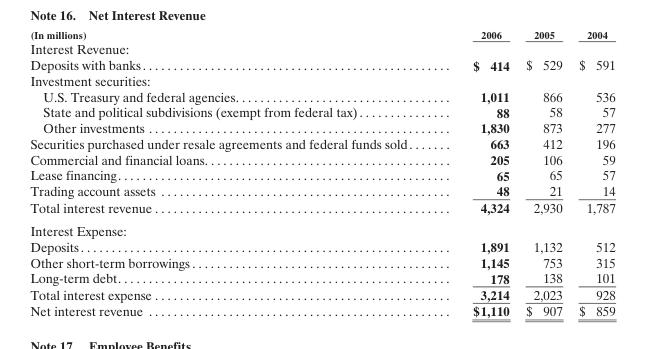 Note 16. Net Interest Revenue
(In millions) 2006 2005 2004
Interest Revenue:
Deposits with banks $ 414 $ 529 $ 591
Investment securities:
U.S. Treasury and federal agencies. 1,011 866 536
State and political subdivisions (exempt from federal tax) 88 58 57
Other investments 1,830 873 277
Securities purchased under resale agreements and federal funds sold 663 412 196
Commercial and financial loans. 205 106 59
Lease financing 65 65 57
Trading account assets 48 21 14
Total interest revenue 4,324 2,930 1,787
Interest Expense:
Deposits 1,891 1,132 512
Other short-term borrowings 1,145 753 315
Long-term debt 178 138 101
Total interest expense 3,214 2,023 928
Net interest revenue $1,110 $ 907 $ 859
Note 17. Employee Benefits